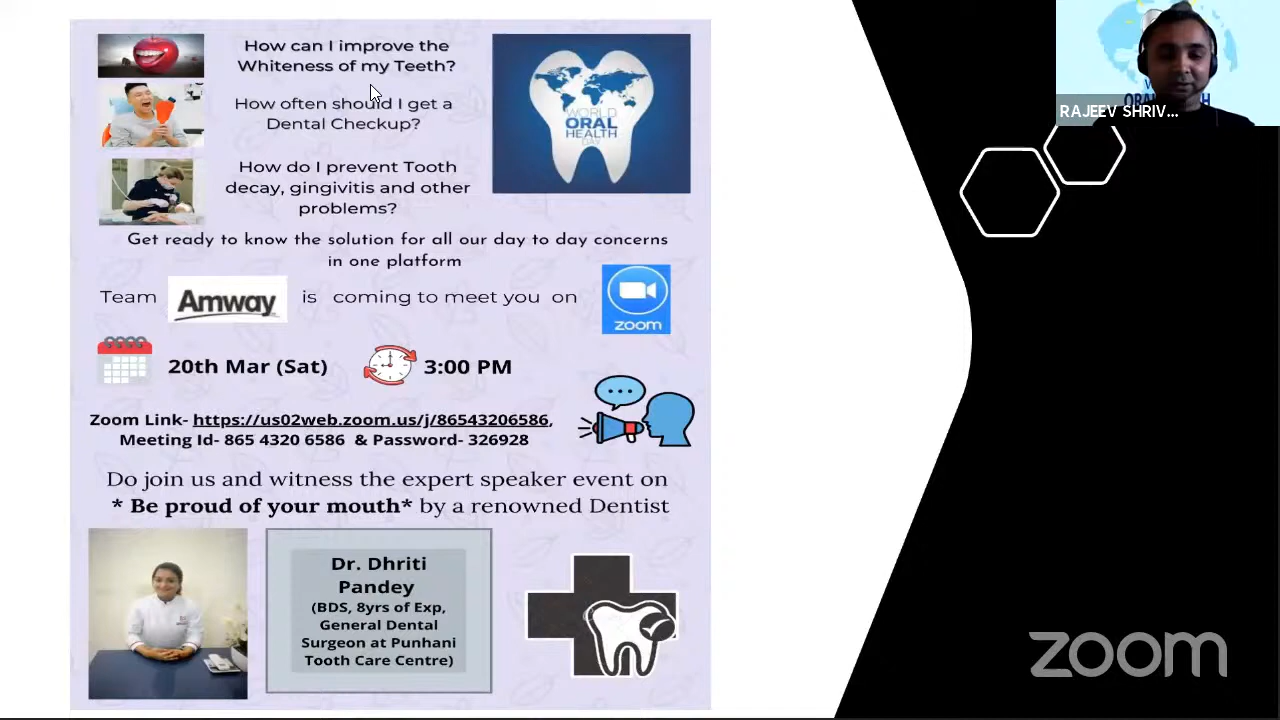 How can I improve the
Whiteness of my Teeth?
How often should I get a
Dental Checkup?
How do I prevent Tooth
decay, gingivitis and other
problems?
WORLD
ORAL
HEALTH
DAY
RAJEEV SHRIV...
Get ready to know the solution for all our day to day concerns
in one platform
Team Amway is coming to meet you on
zoom
20th Mar (Sat) 3:00 PM
Zoom Link- https://us02web.zoom.us/j/86543206586,
Meeting Id- 865 4320 6586 & Password- 326928
Do join us and witness the expert speaker event on
* Be proud of your mouth* by a renowned Dentist
Dr. Dhriti
Pandey
(BDS, 8yrs of Exp,
General Dental
Surgeon at Punhani
Tooth Care Centre)
zoom